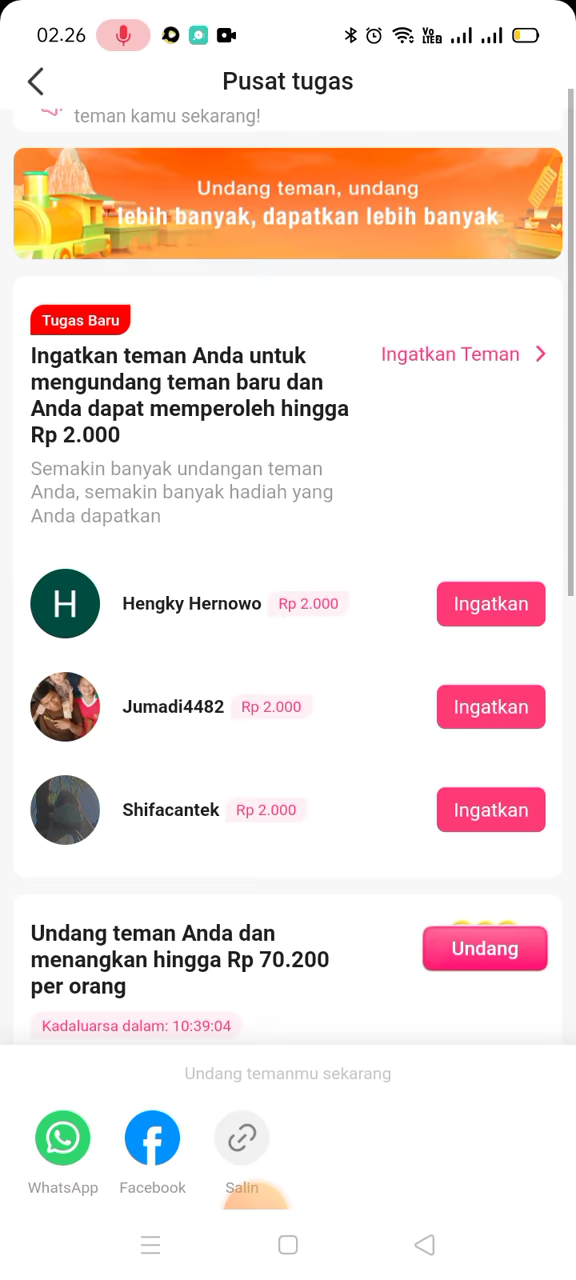 02.26
Vo
LTED
Pusat tugas
teman kamu sekarang!
Undang teman, undang
lebih banyak, dapatkan lebih banyak
Tugas Baru
Ingatkan teman Anda untuk
mengundang teman baru dan
Anda dapat memperoleh hingga
Rp 2.000
Ingatkan Teman
Semakin banyak undangan teman
Anda, semakin banyak hadiah yang
Anda dapatkan
H
Hengky Hernowo Rp 2.000 Ingatkan
Jumadi4482 Rp 2.000 Ingatkan
Shifacantek Rp 2.000 Ingatkan
Undang teman Anda dan
menangkan hingga Rp 70.200
per orang
Undang
Kadaluarsa dalam: 10:39:04
Undang temanmu sekarang
WhatsApp Facebook Salin